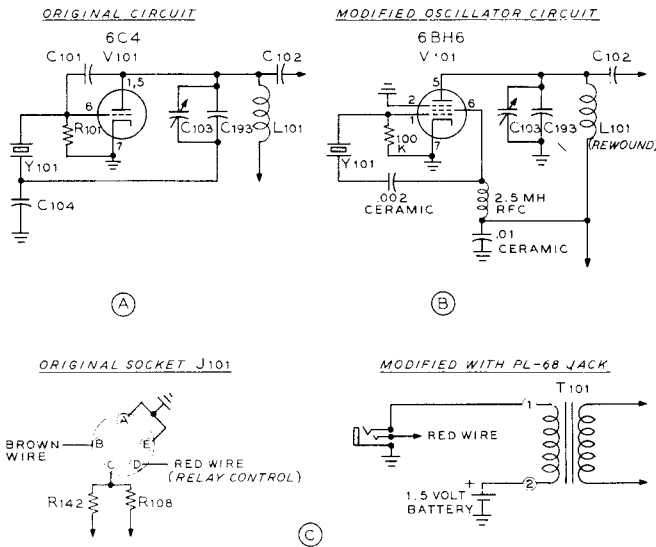 ORIGINAL CIRCUIT
6C4
V101
C101
C102
1,5
6
R101
7
C103
C193
L101
Y101
C104
A
MODIFIED OSCILLATOR CIRCUIT
6BH6
V101
C102
5
2
6
1
100
K
7
C103
C193
L101
(REWOUND)
Y101
.002
CERAMIC
2.5 MH
RFC
.01
CERAMIC
B
ORIGINAL SOCKET J101
A
B
E
C
D
BROWN
WIRE
RED WIRE
(RELAY CONTROL)
R142
R108
MODIFIED WITH PL-68 JACK
T101
1
RED WIRE
2
+
1.5 VOLT
BATTERY
C